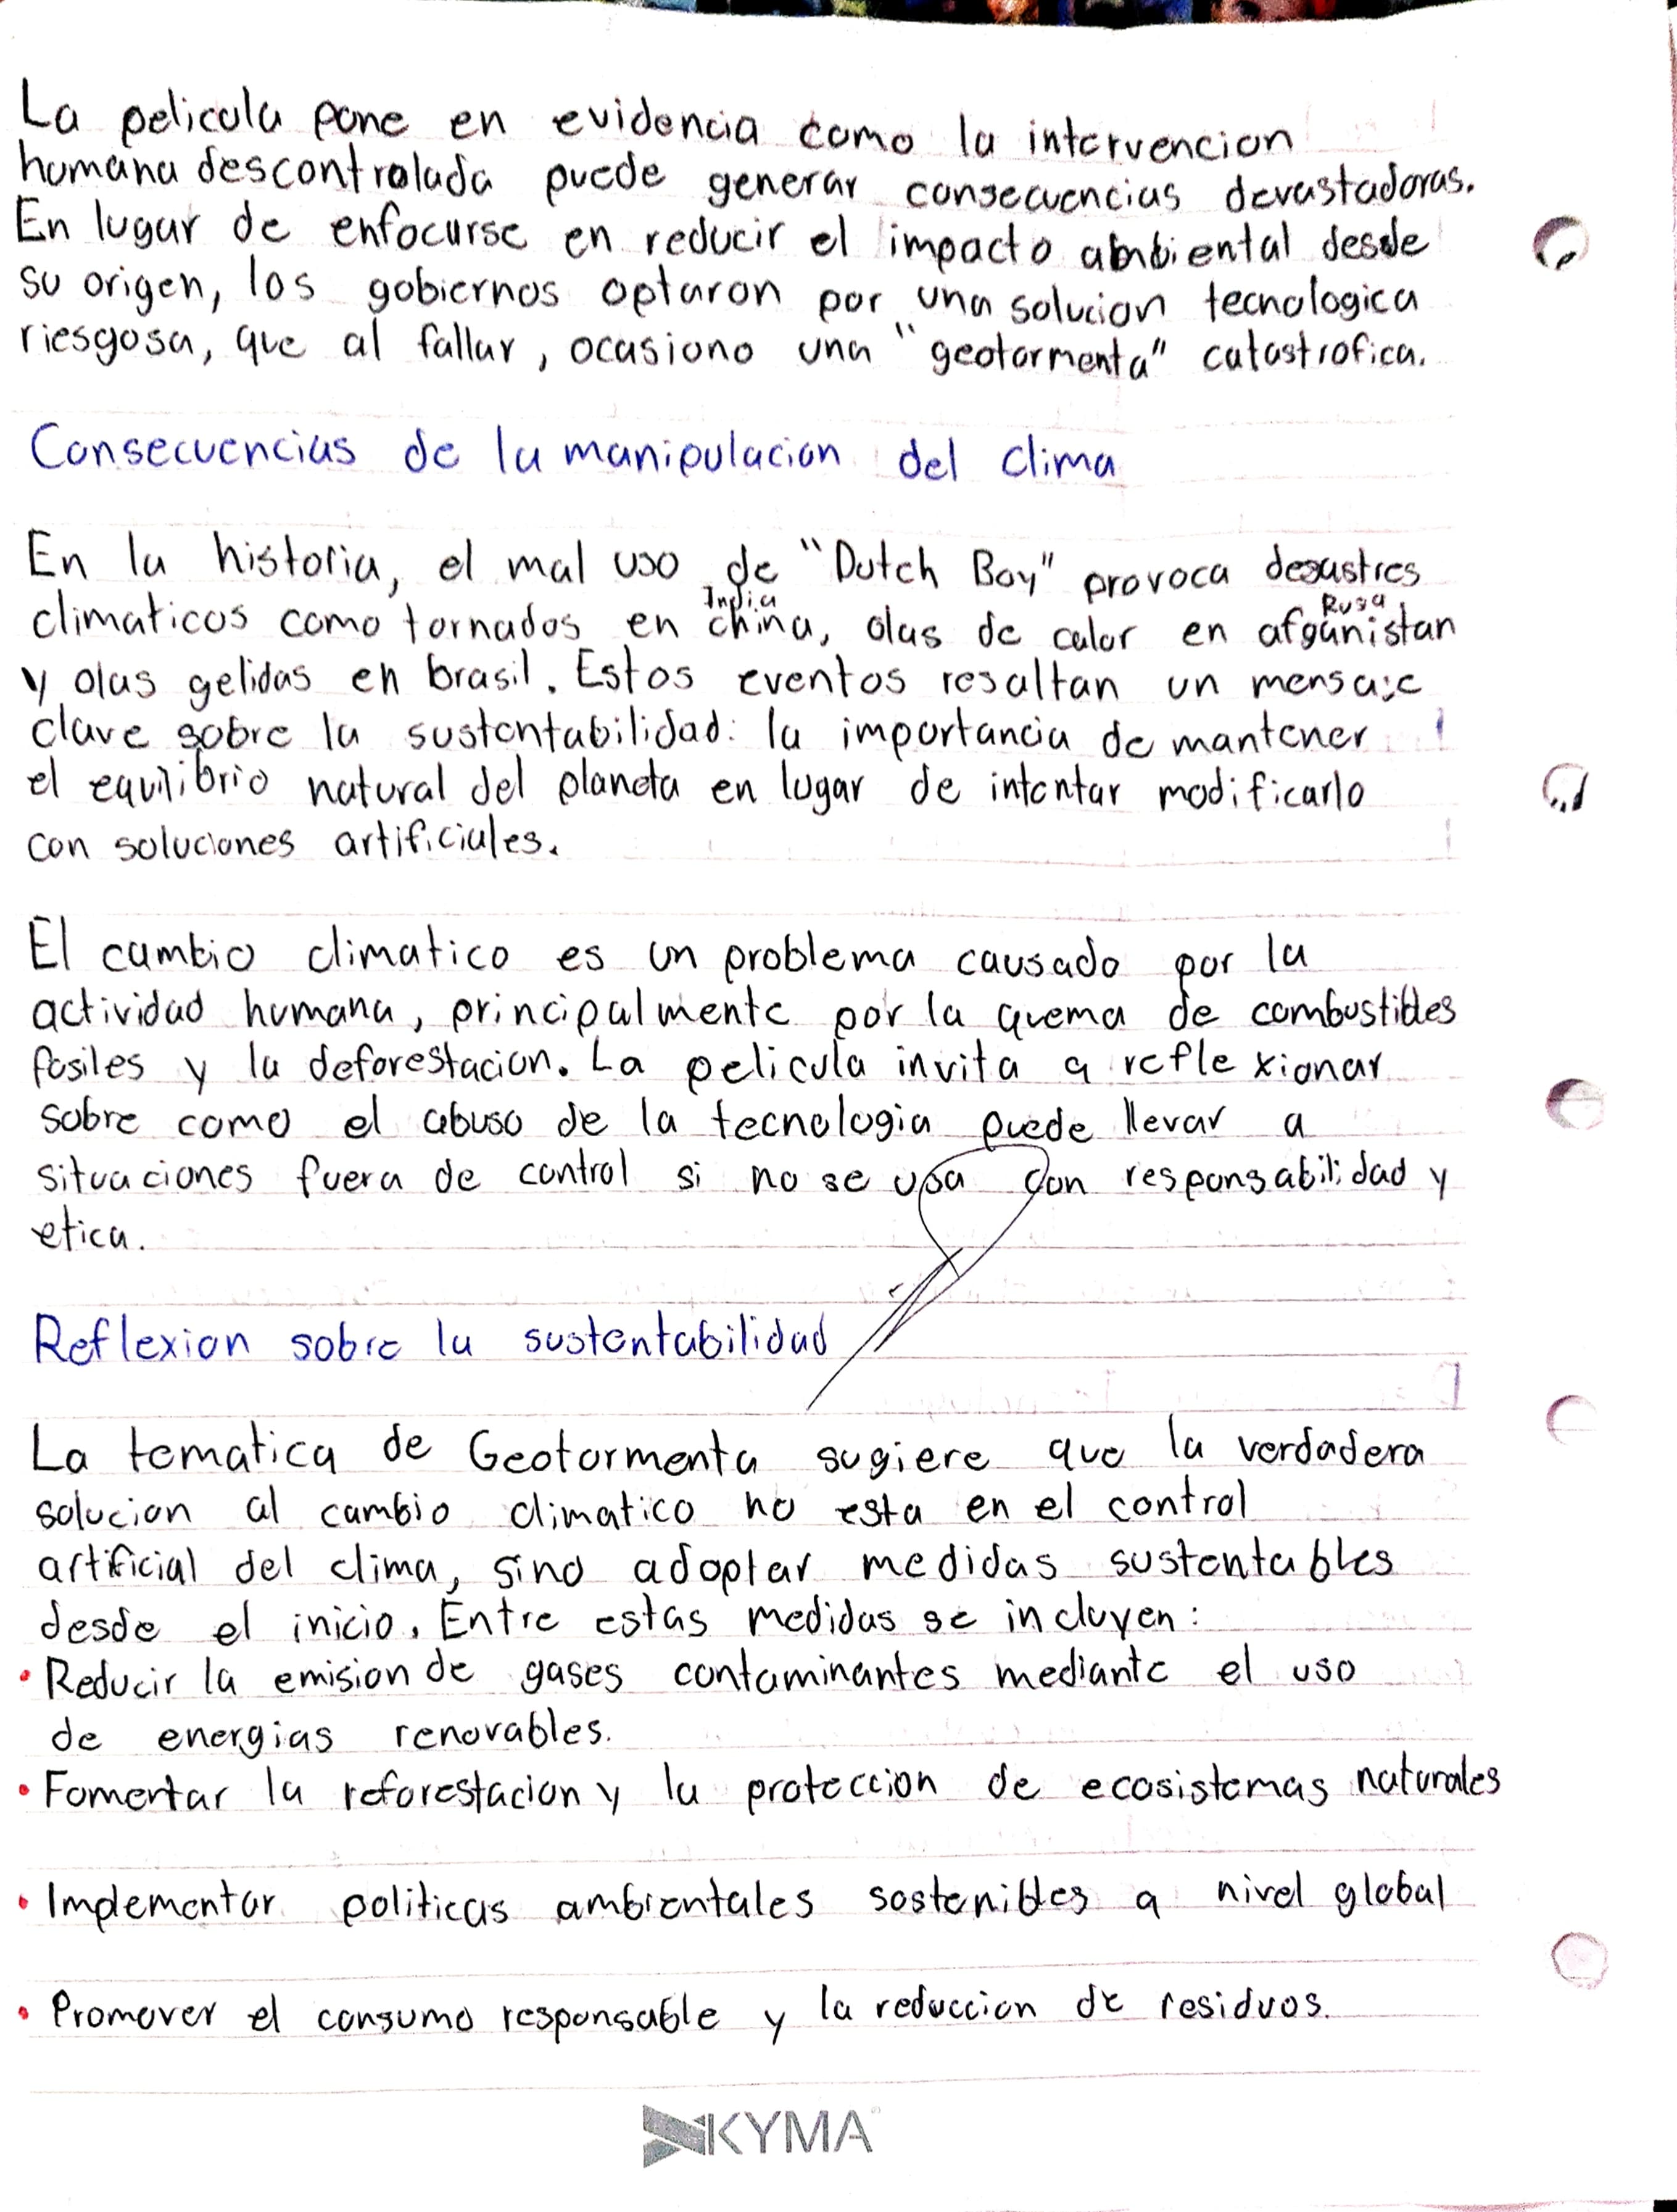 La pelicula pone en evidencia como la intervencion
humana descontrolada puede generar consecuencias devastadoras.
En lugar de enfocarse en reducir el impacto ambiental desde
su origen, los gobiernos optaron por una solucion tecnologica
riesgosa, que al fallar, ocasiono una "geotormenta" catastrofica.
Consecuencias de la manipulacion del clima
En la historia, el mal uso de "Dutch Boy" provoca desastres
India Rusa
climaticos como tornados en china, olas de calor en afganistan
y olas gelidas en brasil. Estos eventos resaltan un mensaje
clave sobre la sustentabilidad: la importancia de mantener
el equilibrio natural del planeta en lugar de intentar modificarlo
con soluciones artificiales.
El cambio climatico es un problema causado por la
actividad humana, principalmente por la quema de combustibles
fosiles y la deforestacion. La pelicula invita a reflexionar
sobre como el abuso de la tecnologia puede llevar a
situaciones fuera de control si no se usa con responsabilidad y
etica.
Reflexion sobre la sustentabilidad
La tematica de Geotormenta sugiere que la verdadera
solucion al cambio climatico no esta en el control
artificial del clima, sino adoptar medidas sustentables
desde el inicio. Entre estas medidas se incluyen:
• Reducir la emision de gases contaminantes mediante el uso
de energias renovables.
• Fomentar la reforestacion y la proteccion de ecosistemas naturales
• Implementar politicas ambientales sostenibles a nivel global
• Promover el consumo responsable y la reduccion de residuos.
KYMA